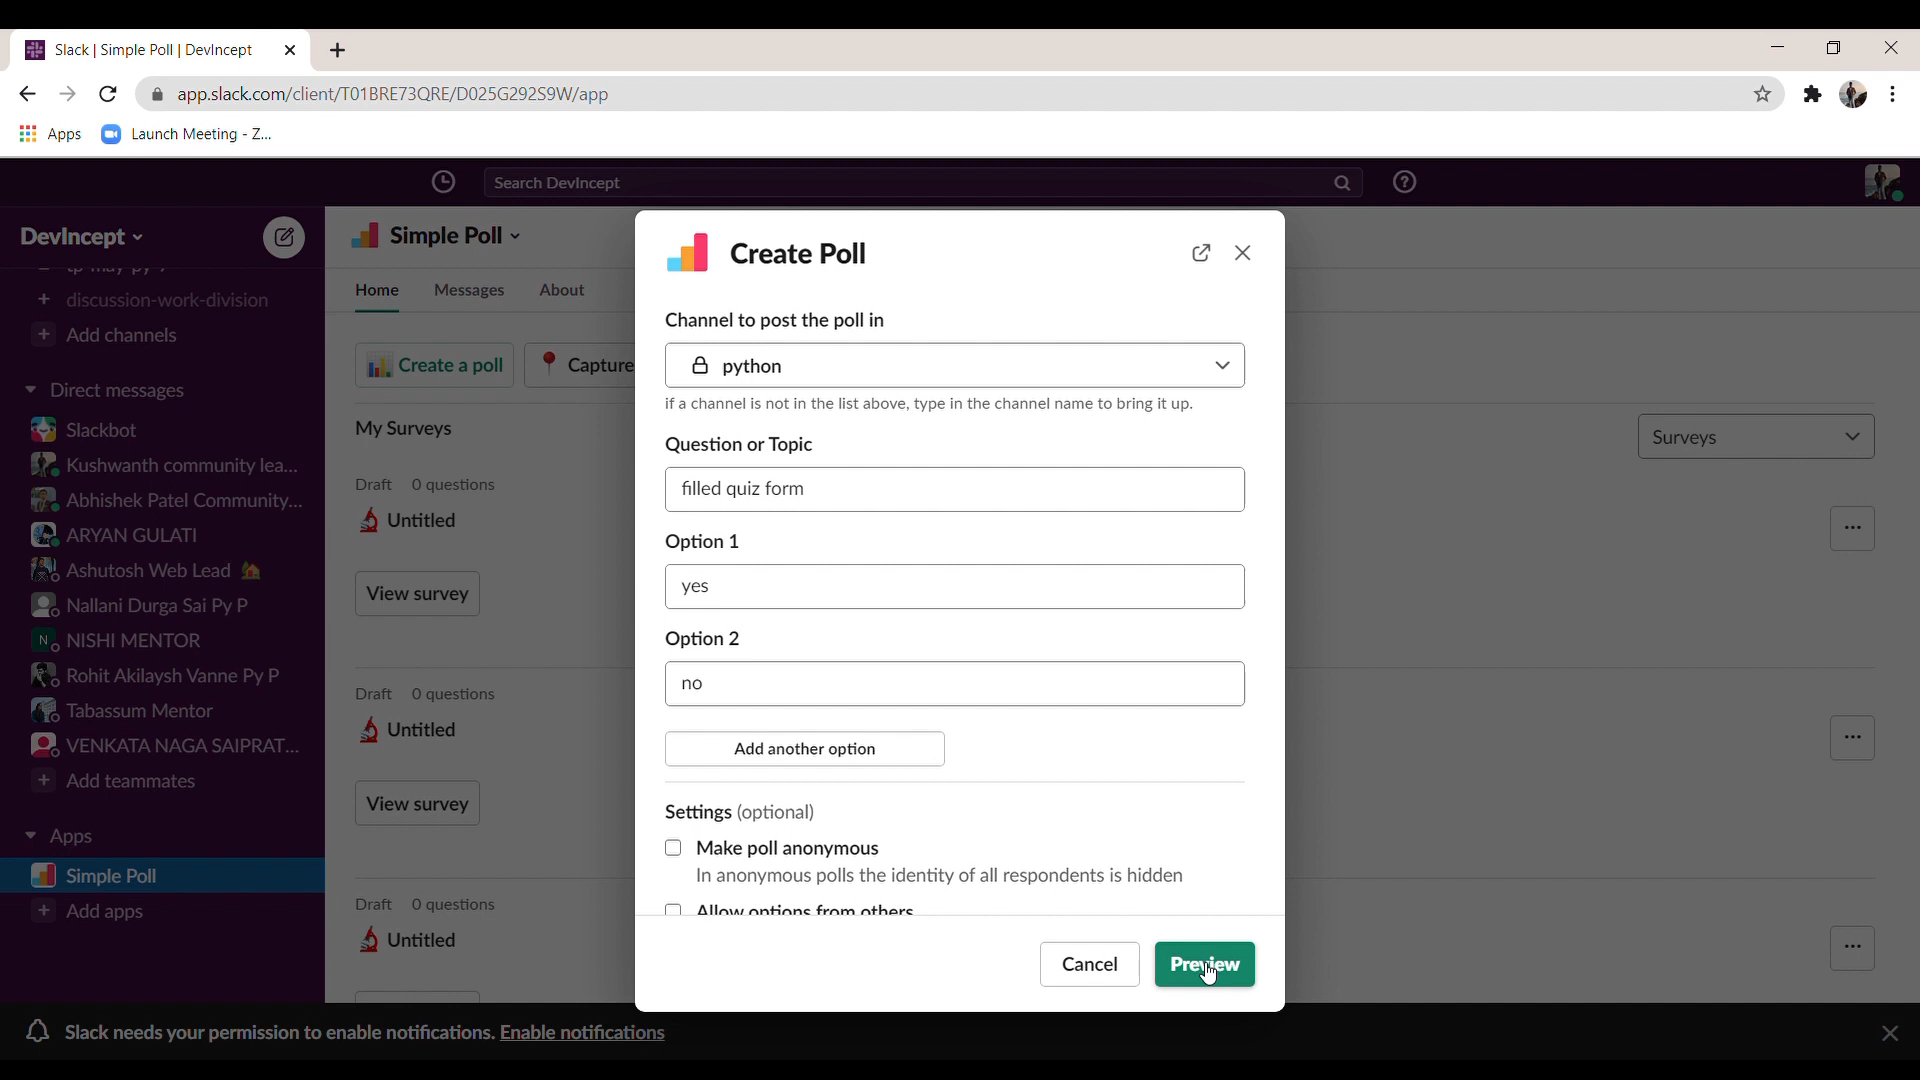 Slack | Simple Poll | DevIncept
app.slack.com/client/T01BRE73QRE/D025G292S9W/app
Apps
Launch Meeting - Z...
Search DevIncept
DevIncept
Simple Poll
Home
Messages
About
discussion-work-division
Add channels
Direct messages
Slackbot
Kushwanth community lea...
Abhishek Patel Community...
ARYAN GULATI
Ashutosh Web Lead
Nallani Durga Sai Py P
N
NISHI MENTOR
Rohit Akilaysh Vanne Py P
Tabassum Mentor
VENKATA NAGA SAIPRAT...
Add teammates
Apps
Simple Poll
Add apps
Create a poll
Capture
My Surveys
Surveys
Draft 0 questions
Untitled
View survey
Draft 0 questions
Untitled
View survey
Draft 0 questions
Untitled
Create Poll
Channel to post the poll in
python
if a channel is not in the list above, type in the channel name to bring it up.
Question or Topic
filled quiz form
Option 1
yes
Option 2
no
Add another option
Settings (optional)
Make poll anonymous
In anonymous polls the identity of all respondents is hidden
Allow options from others
Cancel
Preview
Slack needs your permission to enable notifications. Enable notifications